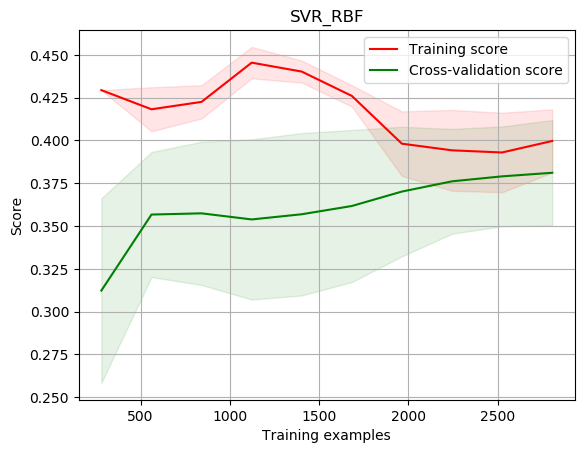 SVR_RBF
Training score
Cross-validation score
0.450
0.425
0.400
0.375
0.350
0.325
0.300
0.275
0.250
Score
500
1000
1500
2000
2500
Training examples